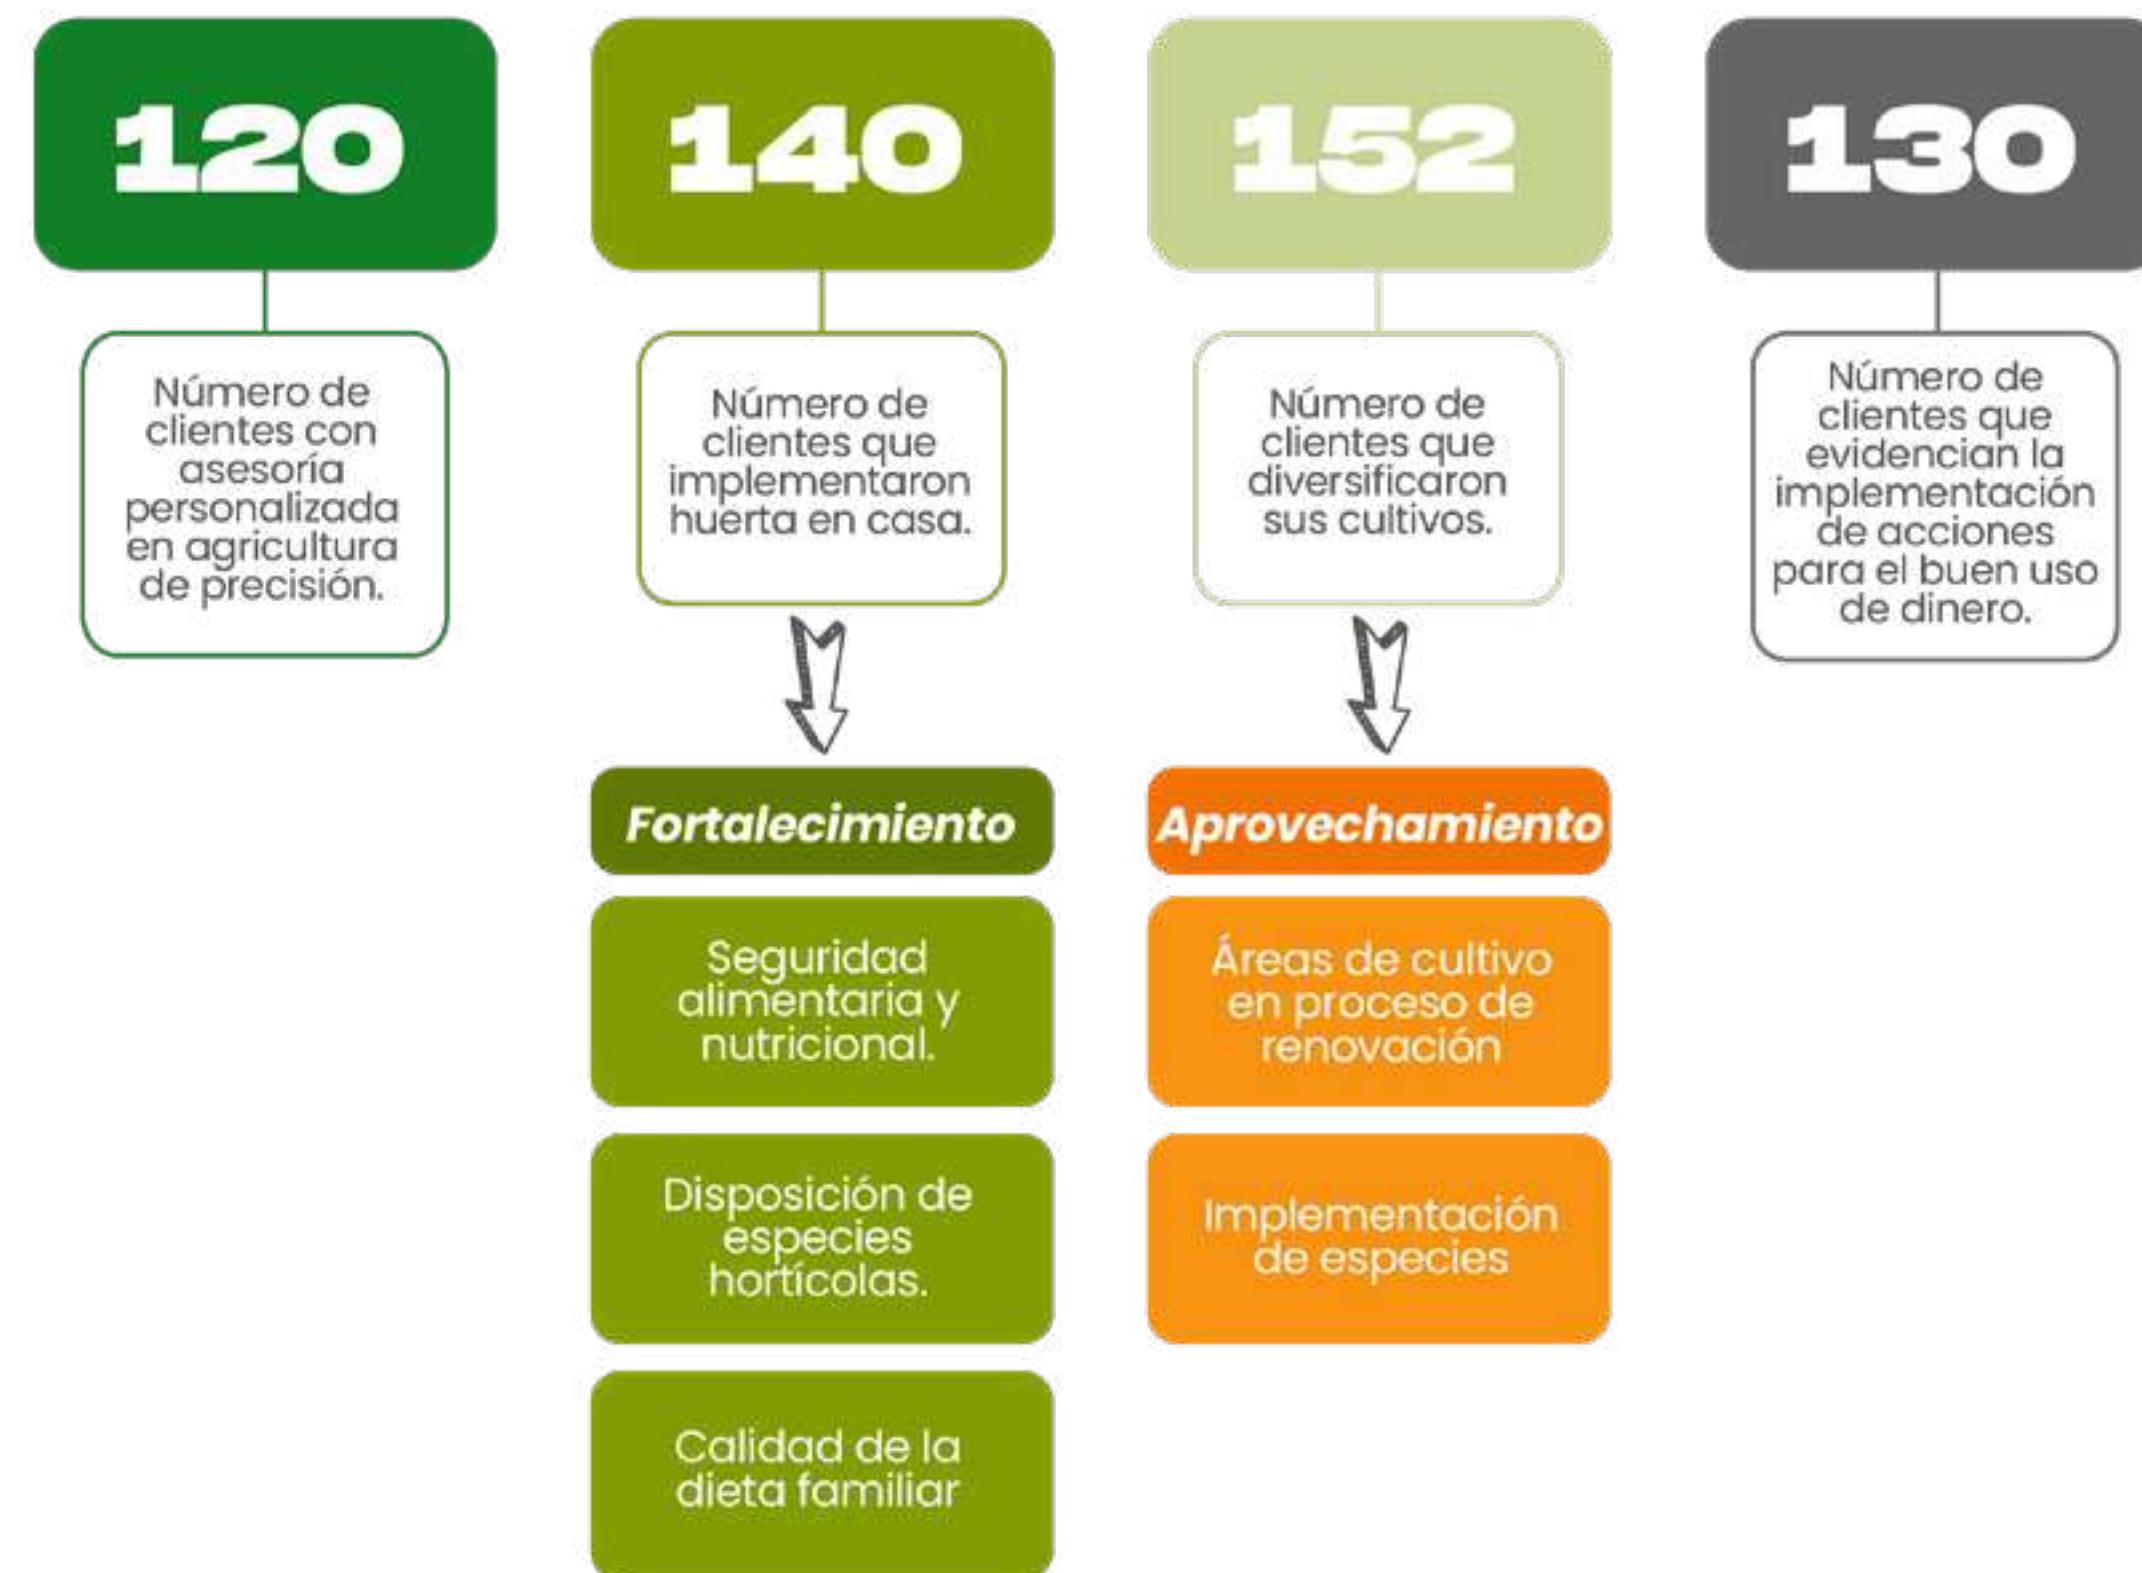 120
Número de
clientes con
asesoría
personalizada
en agricultura
de precisión.
140
Número de
clientes que
implementaron
huerta en casa.
Fortalecimiento
Seguridad
alimentaria y
nutricional.
Disposición de
especies
hortícolas.
Calidad de la
dieta familiar
152
Número de
clientes que
diversificaron
sus cultivos.
Aprovechamiento
Áreas de cultivo
en proceso de
renovación
Implementación
de especies
130
Número de
clientes que
evidencian la
implementación
de acciones
para el buen uso
de dinero.